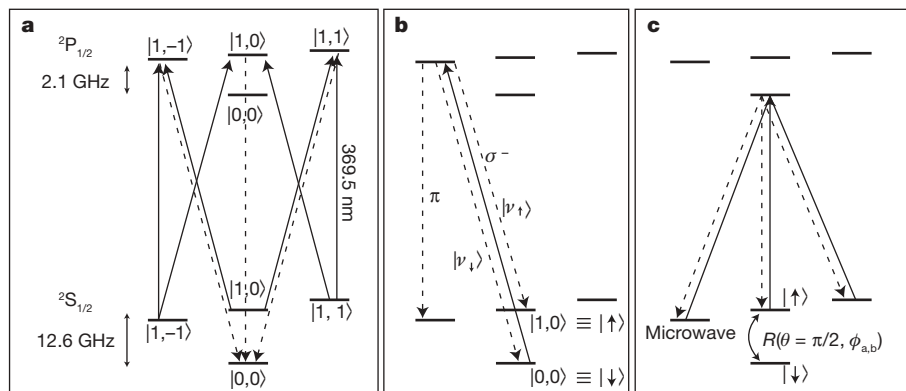 a
²P₁/₂
|1,−1⟩
|1,0⟩
|1,1⟩
2.1 GHz
|0,0⟩
369.5 nm
²S₁/₂
|1,0⟩
|1, 1⟩
|1,−1⟩
12.6 GHz
|0,0⟩
b
π
σ⁻
|ν↑⟩
|ν↓⟩
|1,0⟩ ≡ |↑⟩
|0,0⟩ ≡ |↓⟩
c
|↑⟩
Microwave
R(θ = π/2, ϕa,b)
|↓⟩